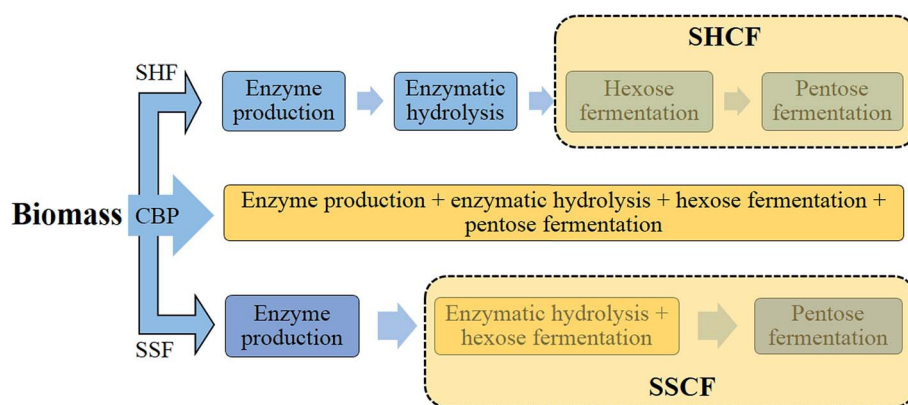 SHCF
SHF
Enzyme
production
Enzymatic
hydrolysis
Hexose
fermentation
Pentose
fermentation
Biomass
CBP
Enzyme production + enzymatic hydrolysis + hexose fermentation +
pentose fermentation
SSF
Enzyme
production
Enzymatic hydrolysis +
hexose fermentation
Pentose
fermentation
SSCF